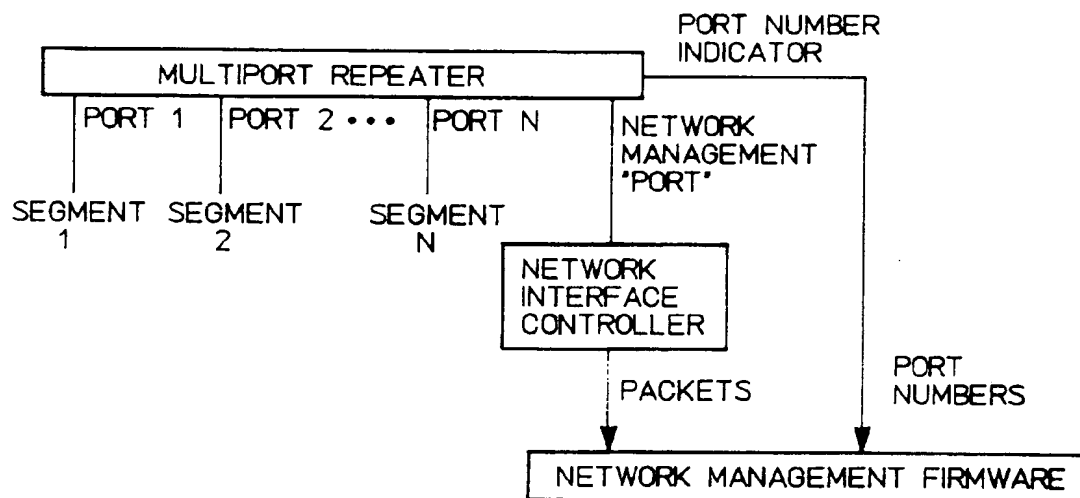 PORT NUMBER
INDICATOR
MULTIPORT REPEATER
PORT 1
PORT 2 •••
PORT N
NETWORK
MANAGEMENT
"PORT"
SEGMENT
1
SEGMENT
2
SEGMENT
N
NETWORK
INTERFACE
CONTROLLER
PACKETS
PORT
NUMBERS
NETWORK MANAGEMENT FIRMWARE